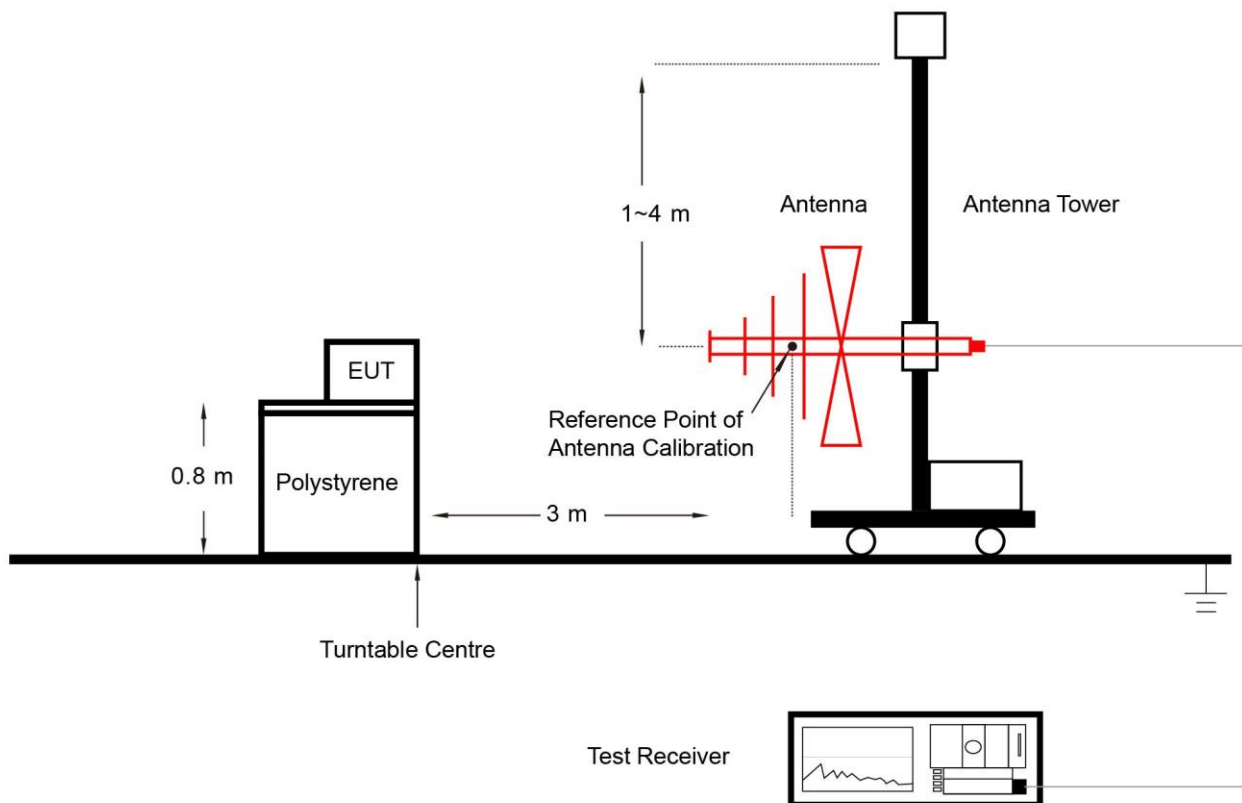 1~4 m
Antenna
Antenna Tower
EUT
Reference Point of
Antenna Calibration
0.8 m
Polystyrene
3 m
Turntable Centre
Test Receiver